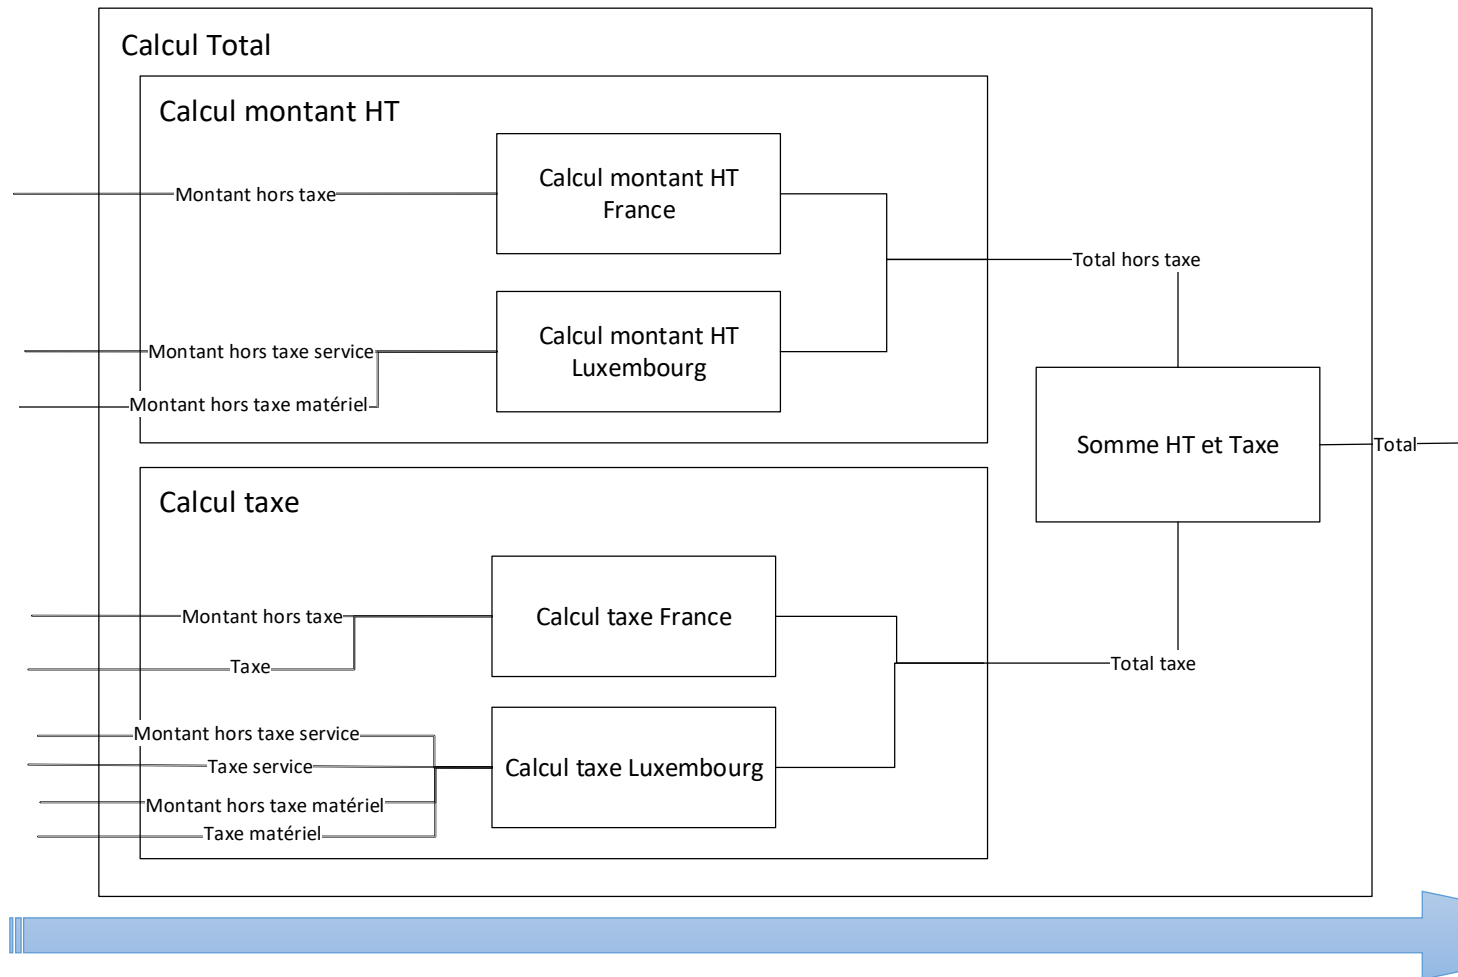 Calcul Total
Calcul montant HT
Montant hors taxe
Calcul montant HT
France
Total hors taxe
Montant hors taxe service
Calcul montant HT
Luxembourg
Montant hors taxe matériel
Somme HT et Taxe
Total
Calcul taxe
Montant hors taxe
Calcul taxe France
Taxe
Total taxe
Montant hors taxe service
Taxe service
Calcul taxe Luxembourg
Montant hors taxe matériel
Taxe matériel